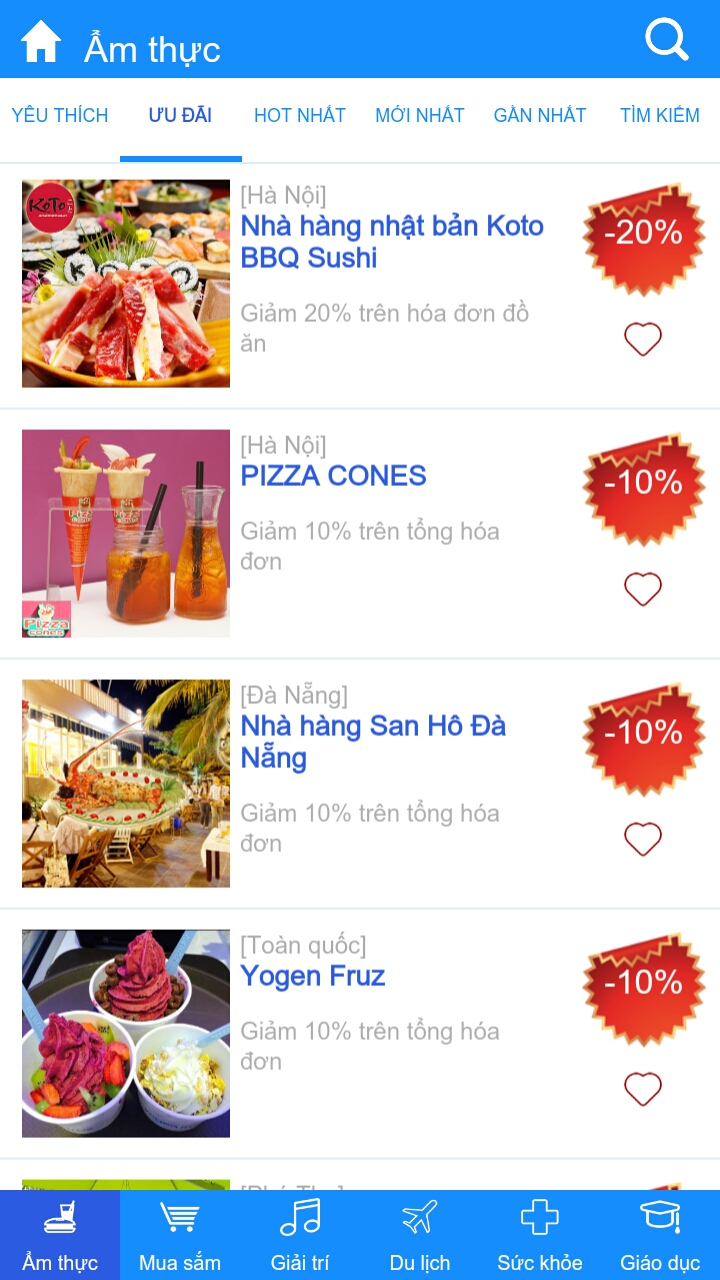 Ẩm thực
YÊU THÍCH
ƯU ĐÃI
HOT NHẤT
MỚI NHẤT
GẦN NHẤT
TÌM KIẾM
KoTo
[Hà Nội]
Nhà hàng nhật bản Koto
BBQ Sushi
Giảm 20% trên hóa đơn đồ
ăn
-20%
Pizza
cones
[Hà Nội]
PIZZA CONES
Giảm 10% trên tổng hóa
đơn
-10%
[Đà Nẵng]
Nhà hàng San Hô Đà
Nẵng
Giảm 10% trên tổng hóa
đơn
-10%
[Toàn quốc]
Yogen Fruz
Giảm 10% trên tổng hóa
đơn
-10%
Ẩm thực
Mua sắm
Giải trí
Du lịch
Sức khỏe
Giáo dục